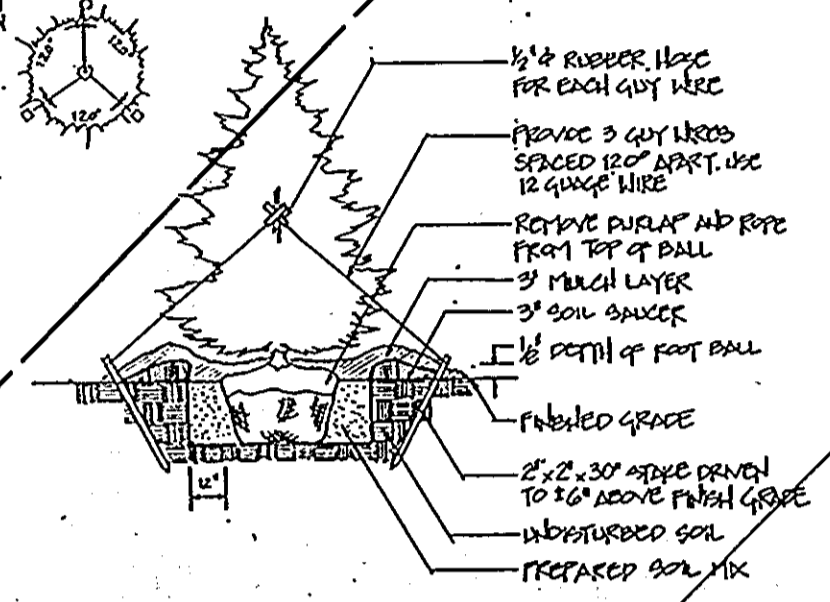 120°
120°
120°
1/2" ⌀ RUBBER HOSE
FOR EACH GUY WIRE
PROVIDE 3 GUY WIRES
SPACED 120° APART. USE
12 GUAGE WIRE
REMOVE BURLAP AND ROPE
FROM TOP OF BALL
3" MULCH LAYER
3" SOIL SAUCER
DEPTH OF ROOT BALL
FINISHED GRADE
2"x2"x30" STAKE DRIVEN
TO ±6" ABOVE FINISH GRADE
UNDISTURBED SOIL
PREPARED SOIL MIX
12"